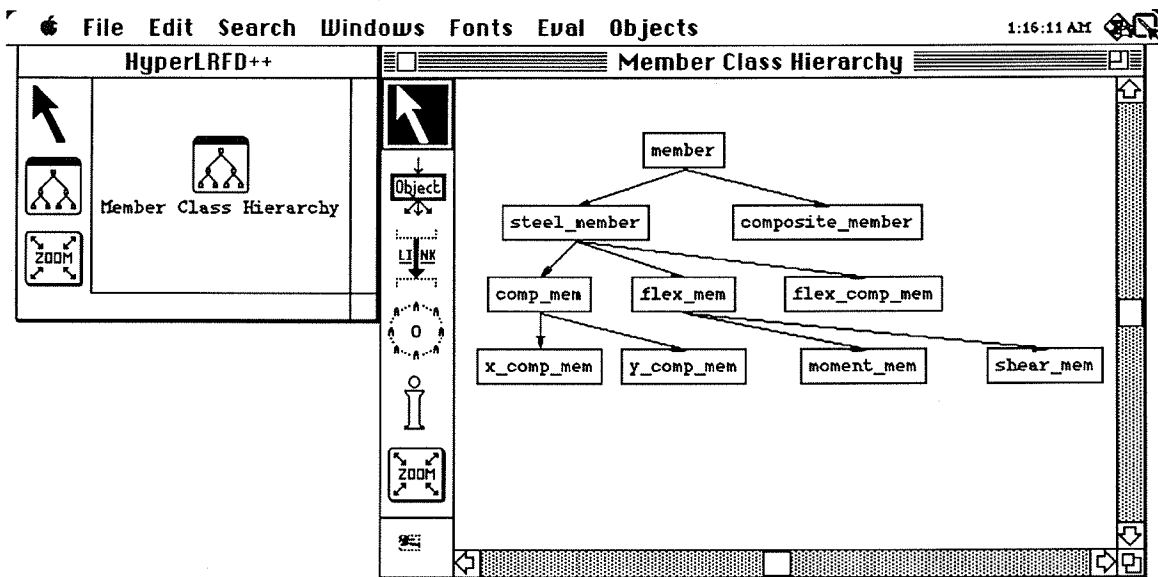 File Edit Search Windows Fonts Eval Objects 1:16:11 AM
HyperLRFD++
Member Class Hierarchy
ZOOM
Member Class Hierarchy
Object
LINK
0
ZOOM
member
steel_member composite_member
comp_mem flex_mem flex_comp_mem
x_comp_mem y_comp_mem moment_mem shear_mem